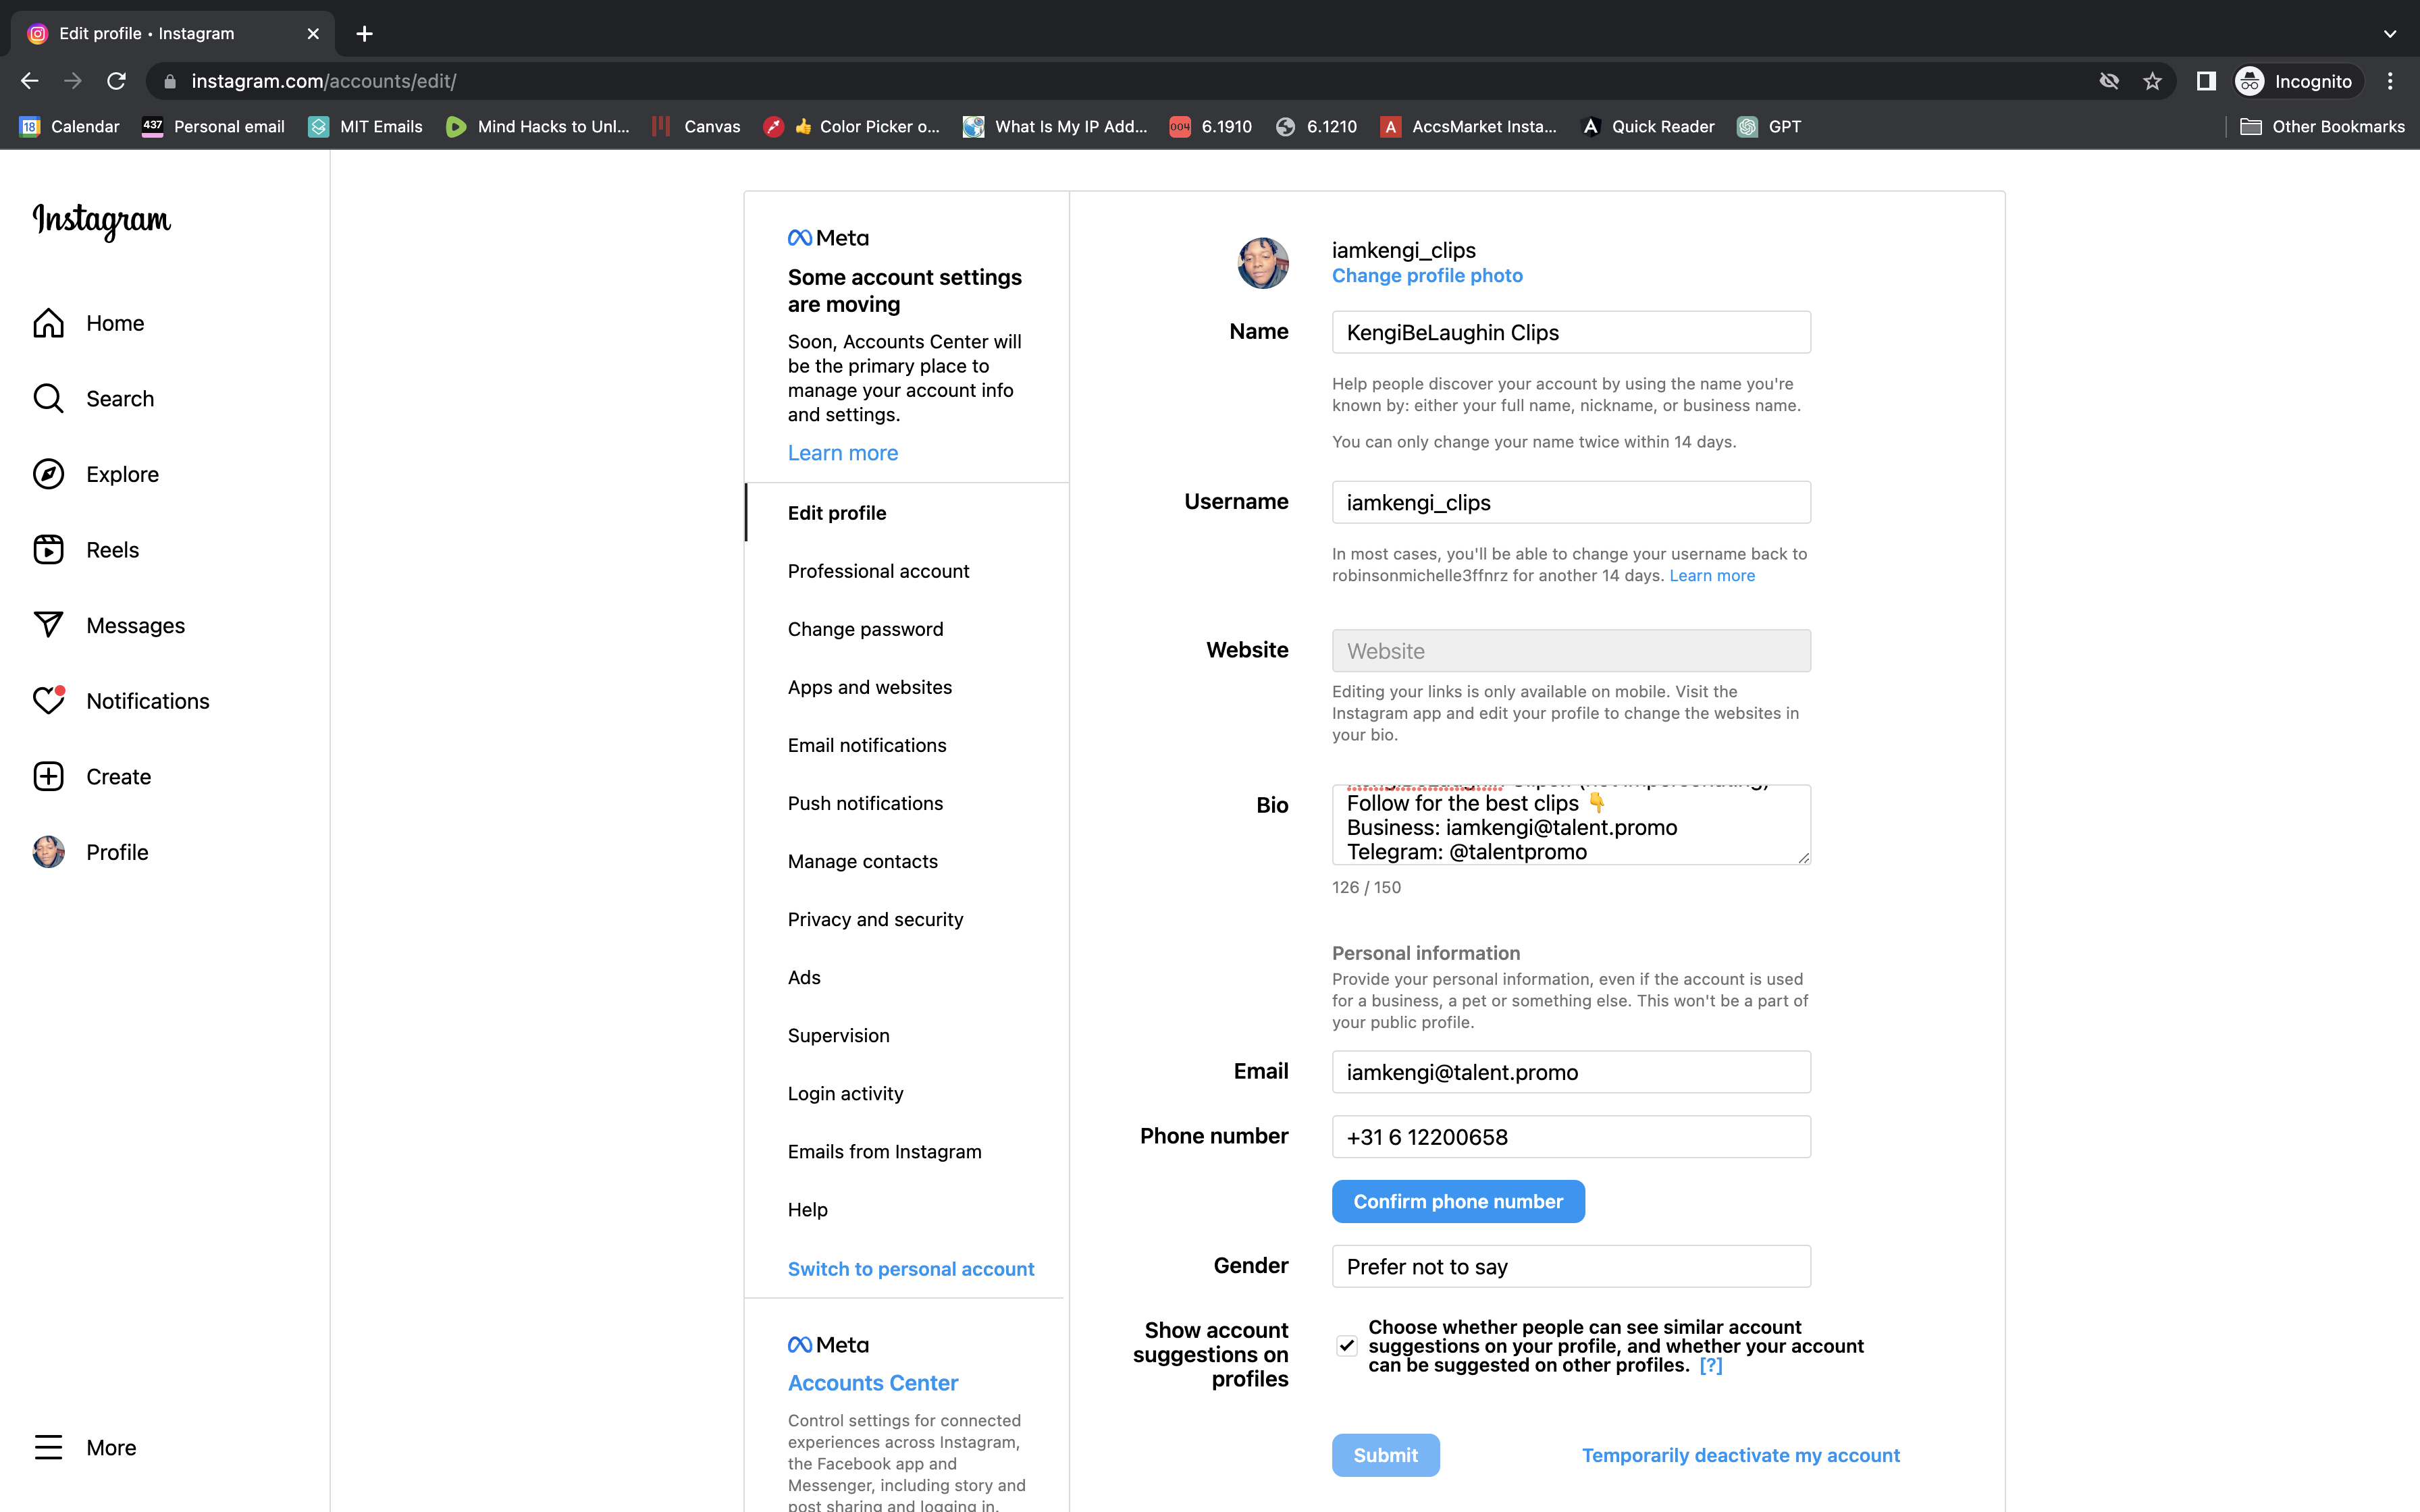 Edit profile • Instagram
instagram.com/accounts/edit/
Incognito
18 Calendar
437 Personal email
MIT Emails
Mind Hacks to Unl...
Canvas
👍 Color Picker o...
What Is My IP Add...
004 6.1910
6.1210
A AccsMarket Insta...
Quick Reader
GPT
Other Bookmarks
Instagram
Home
Search
Explore
Reels
Messages
Notifications
Create
Profile
More
Meta
Some account settings
are moving
Soon, Accounts Center will
be the primary place to
manage your account info
and settings.
Learn more
Edit profile
Professional account
Change password
Apps and websites
Email notifications
Push notifications
Manage contacts
Privacy and security
Ads
Supervision
Login activity
Emails from Instagram
Help
Switch to personal account
Meta
Accounts Center
Control settings for connected
experiences across Instagram,
the Facebook app and
Messenger, including story and
post sharing and logging in.
iamkengi_clips
Change profile photo
Name
KengiBeLaughin Clips
Help people discover your account by using the name you're
known by: either your full name, nickname, or business name.
You can only change your name twice within 14 days.
Username
iamkengi_clips
In most cases, you'll be able to change your username back to
robinsonmichelle3ffnrz for another 14 days. Learn more
Website
Website
Editing your links is only available on mobile. Visit the
Instagram app and edit your profile to change the websites in
your bio.
Bio
Follow for the best clips 👇
Business: iamkengi@talent.promo
Telegram: @talentpromo
126 / 150
Personal information
Provide your personal information, even if the account is used
for a business, a pet or something else. This won't be a part of
your public profile.
Email
iamkengi@talent.promo
Phone number
+31 6 12200658
Confirm phone number
Gender
Prefer not to say
Show account
suggestions on
profiles
Choose whether people can see similar account
suggestions on your profile, and whether your account
can be suggested on other profiles. [?]
Submit
Temporarily deactivate my account